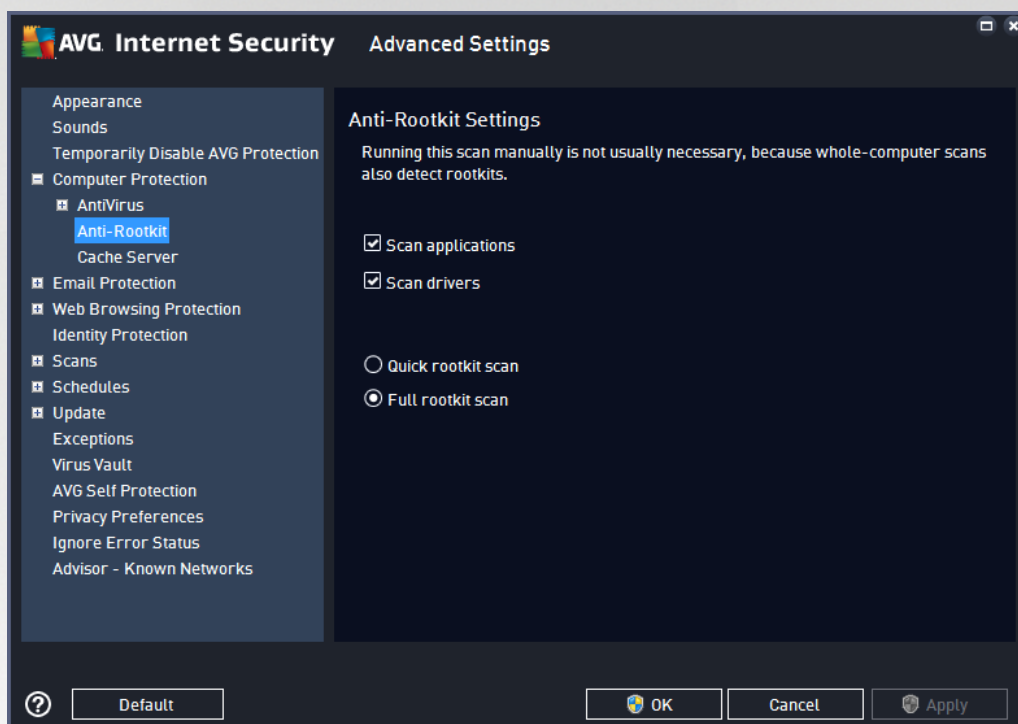 AVG. Internet Security Advanced Settings
Appearance
Sounds
Temporarily Disable AVG Protection
Computer Protection
AntiVirus
Anti-Rootkit
Cache Server
Email Protection
Web Browsing Protection
Identity Protection
Scans
Schedules
Update
Exceptions
Virus Vault
AVG Self Protection
Privacy Preferences
Ignore Error Status
Advisor - Known Networks
Anti-Rootkit Settings
Running this scan manually is not usually necessary, because whole-computer scans
also detect rootkits.
Scan applications
Scan drivers
Quick rootkit scan
Full rootkit scan
?
Default
OK
Cancel
Apply